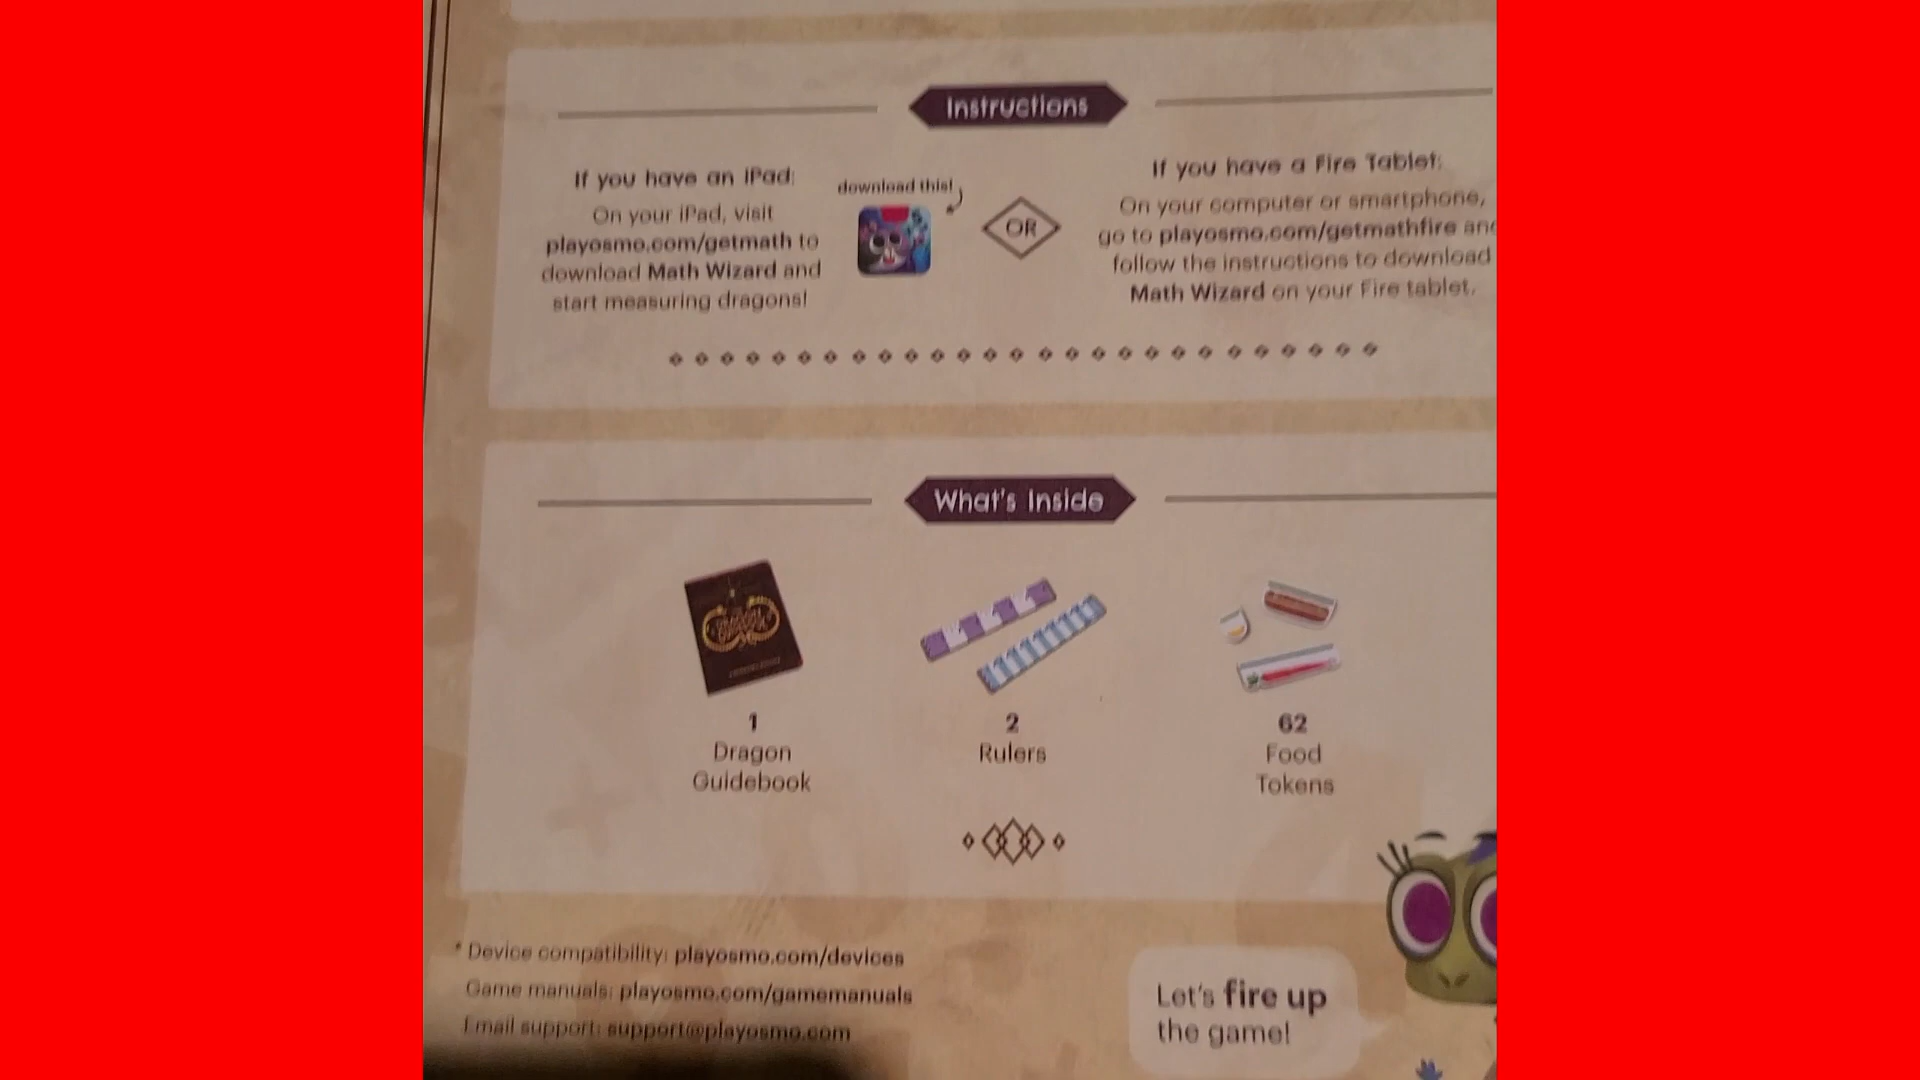 Instructions
If you have an iPad:
On your iPad, visit
playosmo.com/getmath to
download Math Wizard and
start measuring dragons!
download this!
OR
If you have a Fire Tablet:
On your computer or smartphone,
go to playosmo.com/getmathfire and
follow the instructions to download
Math Wizard on your Fire tablet.
What's Inside
1
Dragon
Guidebook
2
Rulers
62
Food
Tokens
* Device compatibility: playosmo.com/devices
Game manuals: playosmo.com/gamemanuals
Email support: support@playosmo.com
Let's fire up
the game!